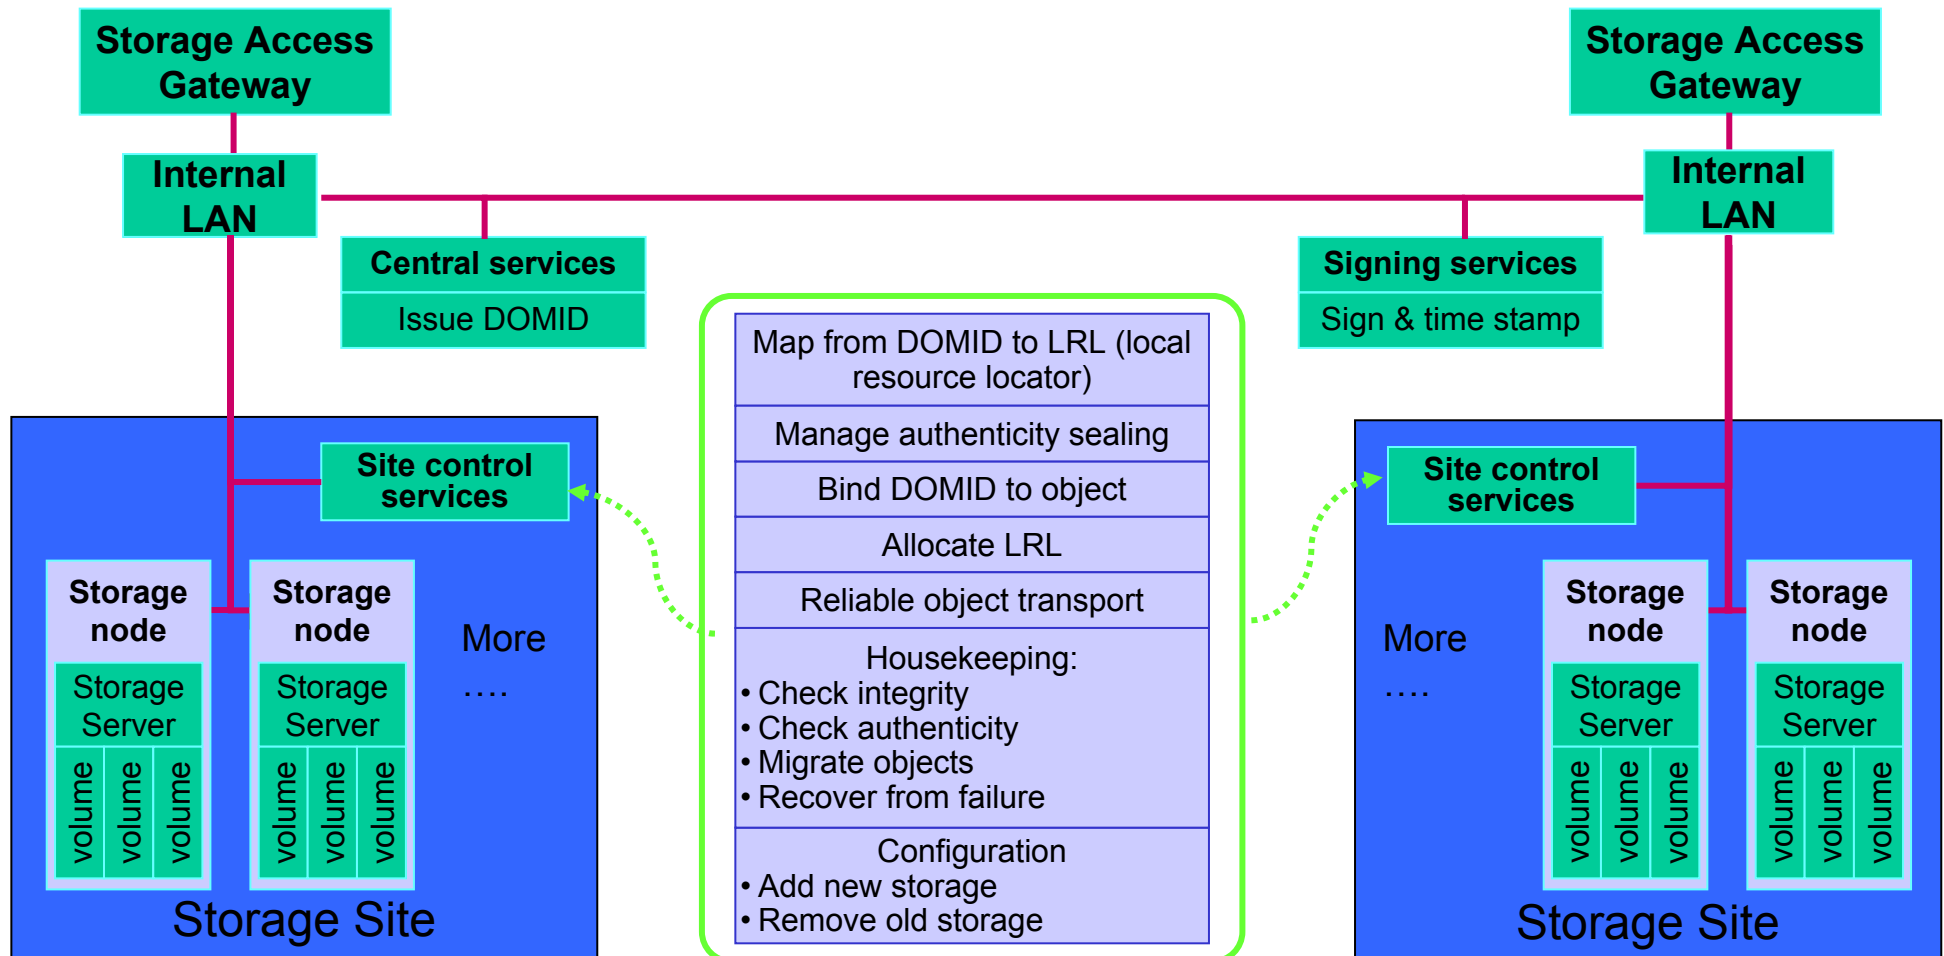 Storage Access
Gateway
Storage Access
Gateway
Internal
LAN
Internal
LAN
Central services
Issue DOMID
Signing services
Sign & time stamp
Map from DOMID to LRL (local
resource locator)
Manage authenticity sealing
Bind DOMID to object
Allocate LRL
Reliable object transport
Housekeeping:
• Check integrity
• Check authenticity
• Migrate objects
• Recover from failure
Configuration
• Add new storage
• Remove old storage
Site control
services
Storage
node
Storage
Server
volume
volume
volume
Storage
node
Storage
Server
volume
volume
volume
More
....
Storage Site
Site control
services
More
....
Storage
node
Storage
Server
volume
volume
volume
Storage
node
Storage
Server
volume
volume
volume
Storage Site